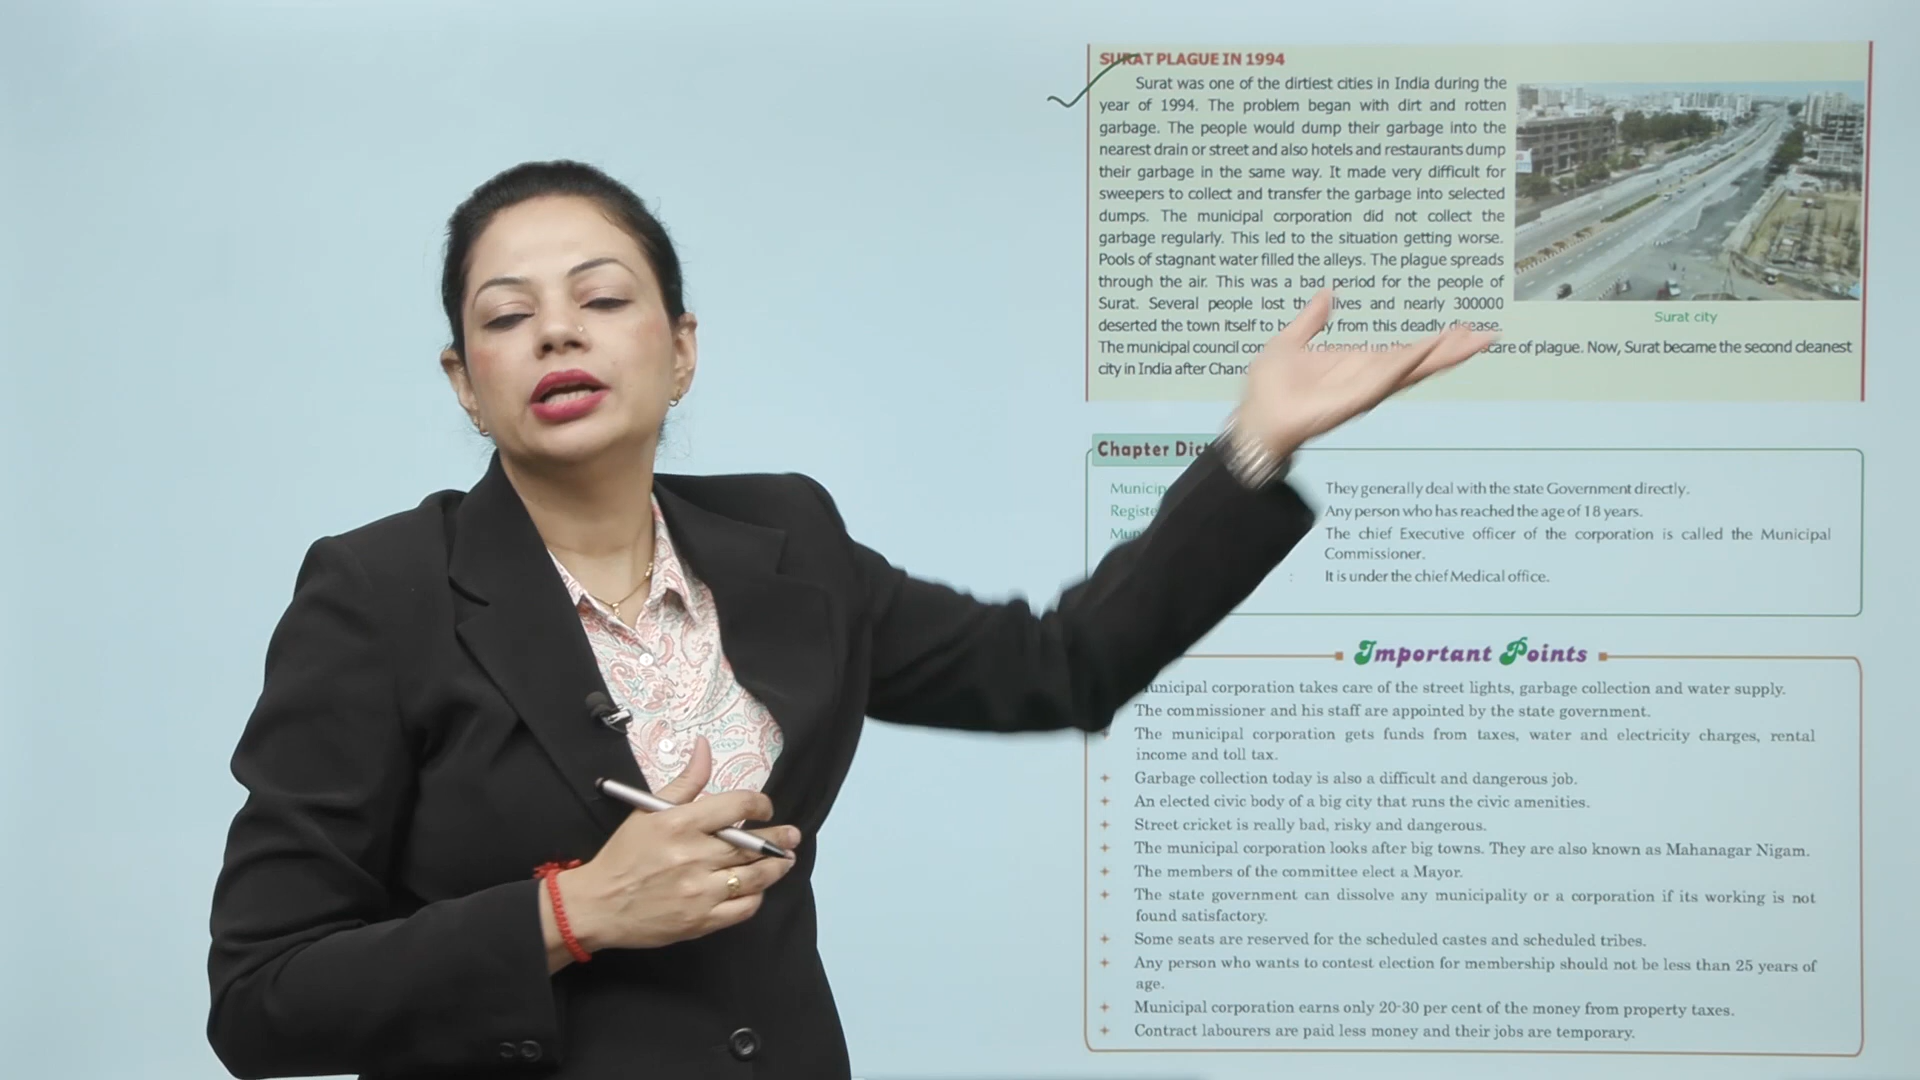 SURAT PLAGUE IN 1994
Surat was one of the dirtiest cities in India during the
year of 1994. The problem began with dirt and rotten
garbage. The people would dump their garbage into the
nearest drain or street and also hotels and restaurants dump
their garbage in the same way. It made very difficult for
sweepers to collect and transfer the garbage into selected
dumps. The municipal corporation did not collect the
garbage regularly. This led to the situation getting worse.
Pools of stagnant water filled the alleys. The plague spreads
through the air. This was a bad period for the people of
Surat. Several people lost lives and nearly 300000
deserted the town itself to from this deadly disease.
The municipal council cleaned up scare of plague. Now, Surat became the second cleanest
city in India after
Surat city
Chapter
They generally deal with the state Government directly.
Any person who has reached the age of 18 years.
The chief Executive officer of the corporation is called the Municipal
Commissioner.
: It is under the chief Medical office.
Important Points
Municipal corporation takes care of the street lights, garbage collection and water supply.
The commissioner and his staff are appointed by the state government.
The municipal corporation gets funds from taxes, water and electricity charges, rental
income and toll tax.
Garbage collection today is also a difficult and dangerous job.
An elected civic body of a big city that runs the civic amenities.
Street cricket is really bad, risky and dangerous.
The municipal corporation looks after big towns. They are also known as Mahanagar Nigam.
The members of the committee elect a Mayor.
The state government can dissolve any municipality or a corporation if its working is not
found satisfactory.
Some seats are reserved for the scheduled castes and scheduled tribes.
Any person who wants to contest election for membership should not be less than 25 years of
age.
Municipal corporation earns only 20-30 per cent of the money from property taxes.
Contract labourers are paid less money and their jobs are temporary.